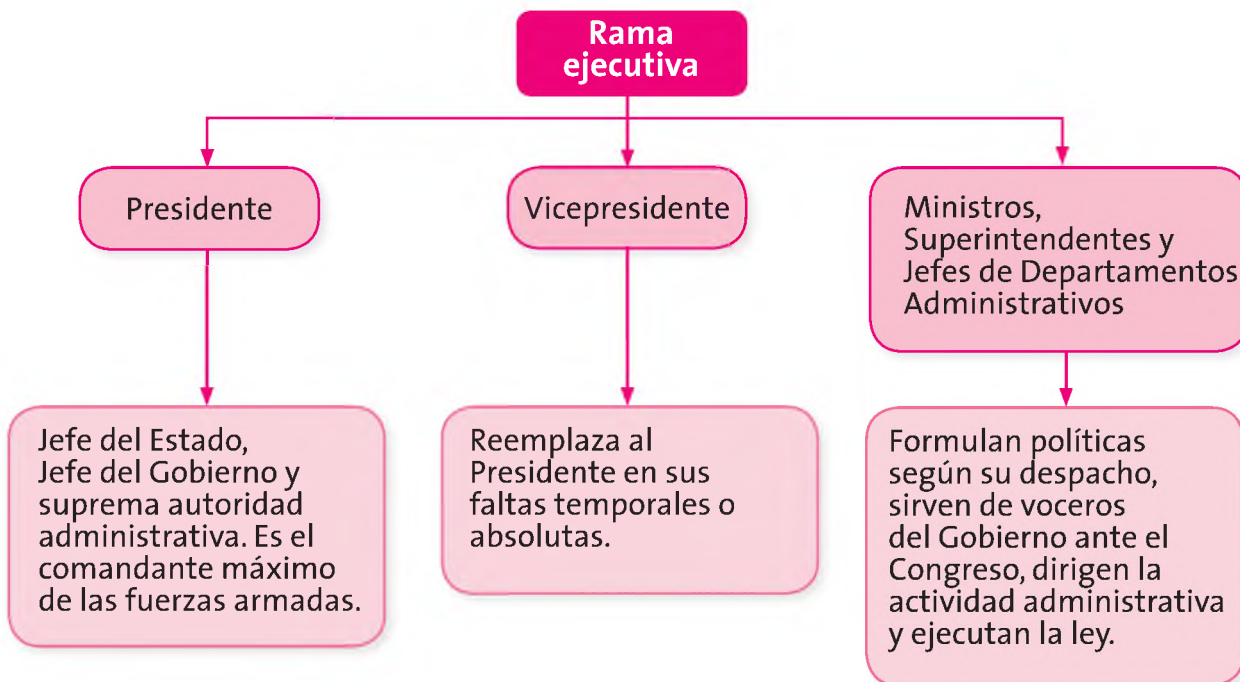 Rama
ejecutiva
Presidente
Vicepresidente
Ministros,
Superintendentes y
Jefes de Departamentos
Administrativos
Jefe del Estado,
Jefe del Gobierno y
suprema autoridad
administrativa. Es el
comandante máximo
de las fuerzas armadas.
Reemplaza al
Presidente en sus
faltas temporales o
absolutas.
Formulan políticas
según su despacho,
sirven de voceros
del Gobierno ante el
Congreso, dirigen la
actividad administrativa
y ejecutan la ley.